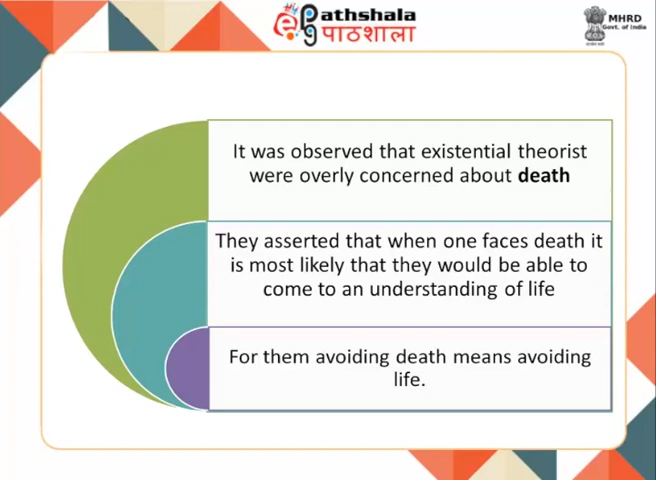 Pathshala
पाठशाला
MHRD
Govt. of India
It was observed that existential theorist
were overly concerned about death
They asserted that when one faces death it
is most likely that they would be able to
come to an understanding of life
For them avoiding death means avoiding
life.